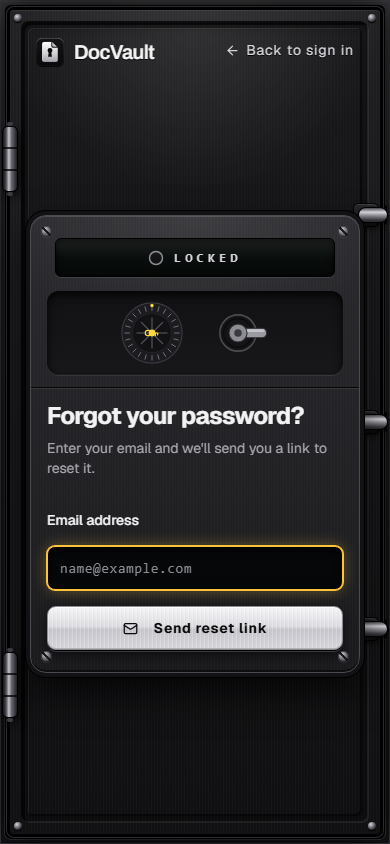 DocVault
← Back to sign in
LOCKED
Forgot your password?
Enter your email and we'll send you a link to
reset it.
Email address
name@example.com
Send reset link